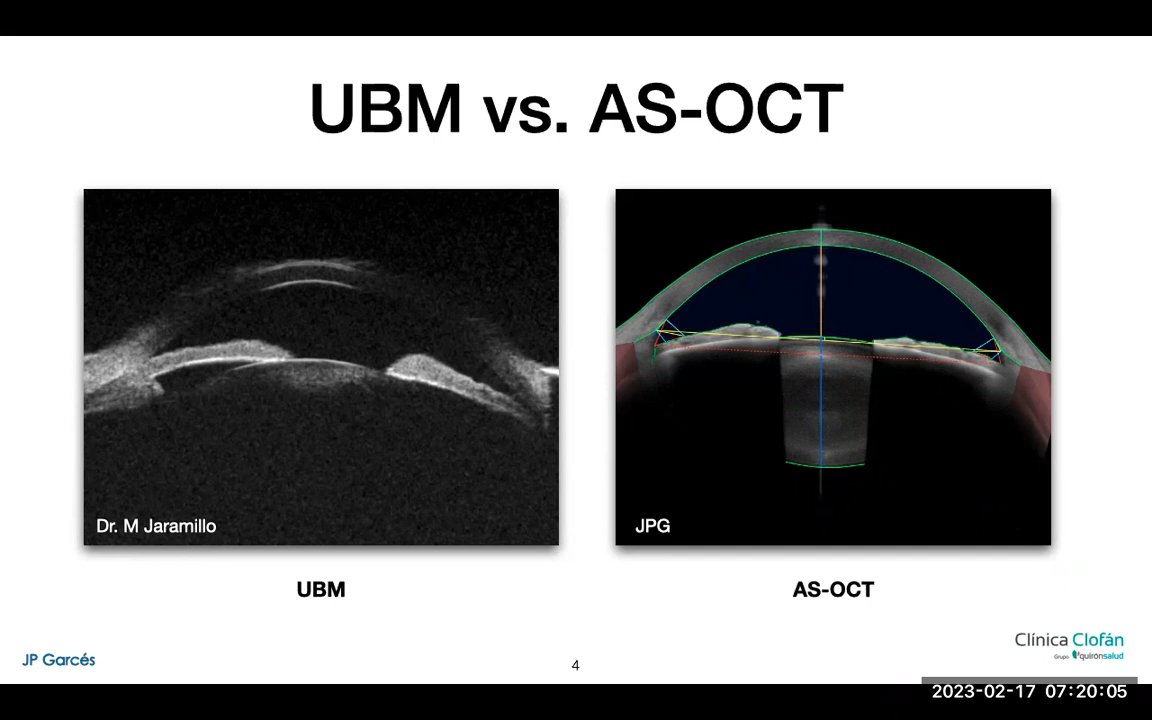 UBM vs. AS-OCT
Dr. M Jaramillo
JPG
UBM
AS-OCT
JP Garcés
4
Clínica Clofán
Grupo quirónsalud
2023-02-17 07:20:05